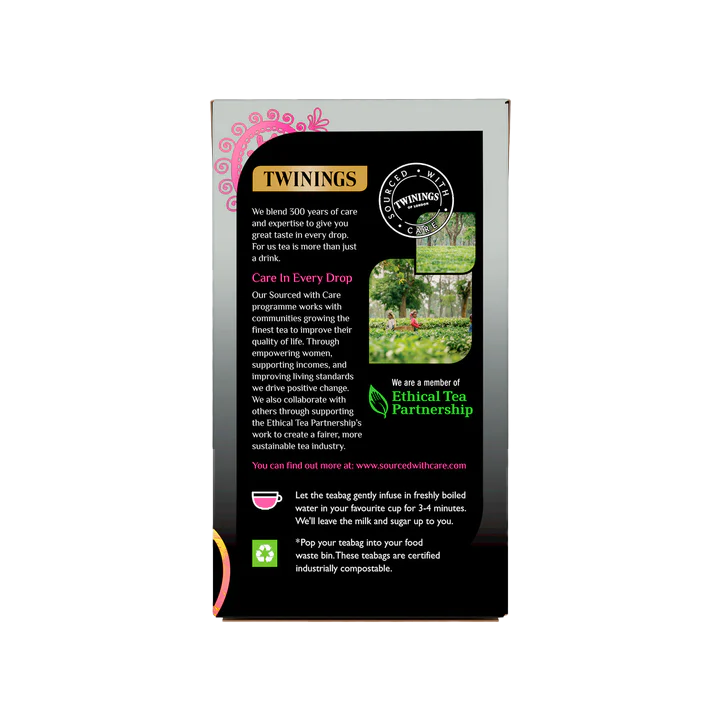 TWININGS
SOURCED • WITH • CARE •
TWININGS
OF LONDON
We blend 300 years of care
and expertise to give you
great taste in every drop.
For us tea is more than just
a drink.
Care In Every Drop
Our Sourced with Care
programme works with
communities growing the
finest tea to improve their
quality of life. Through
empowering women,
supporting incomes, and
improving living standards
we drive positive change.
We also collaborate with
others through supporting
the Ethical Tea Partnership's
work to create a fairer, more
sustainable tea industry.
We are a member of
Ethical Tea
Partnership
You can find out more at: www.sourcedwithcare.com
Let the teabag gently infuse in freshly boiled
water in your favourite cup for 3-4 minutes.
We'll leave the milk and sugar up to you.
*Pop your teabag into your food
waste bin.These teabags are certified
industrially compostable.